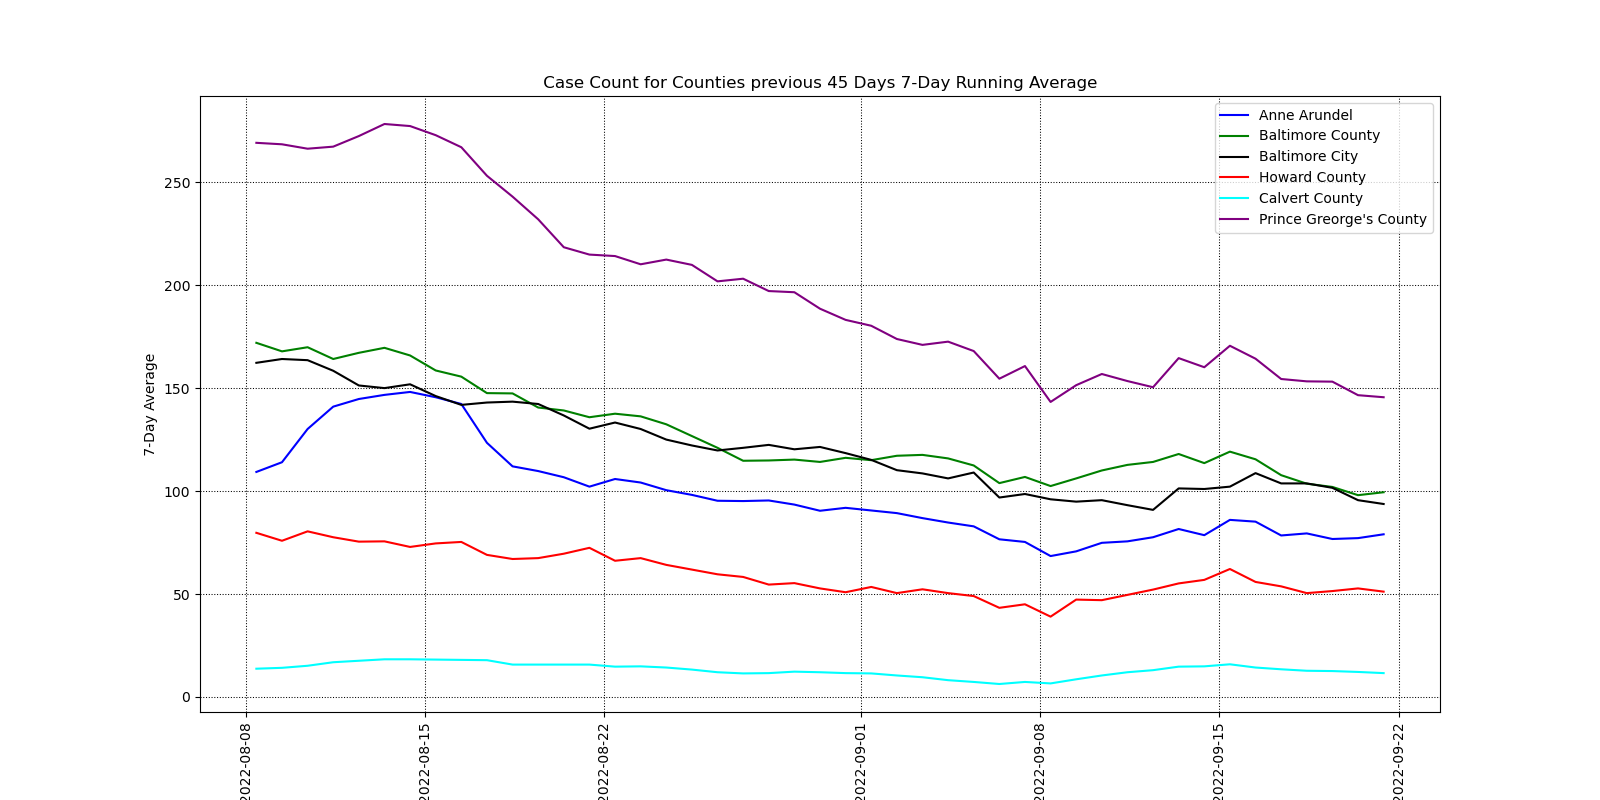 Case Count for Counties previous 45 Days 7-Day Running Average
Anne Arundel
Baltimore County
Baltimore City
Howard County
Calvert County
Prince Greorge's County
7-Day Average
250
200
150
100
50
0
2022-08-08
2022-08-15
2022-08-22
2022-09-01
2022-09-08
2022-09-15
2022-09-22